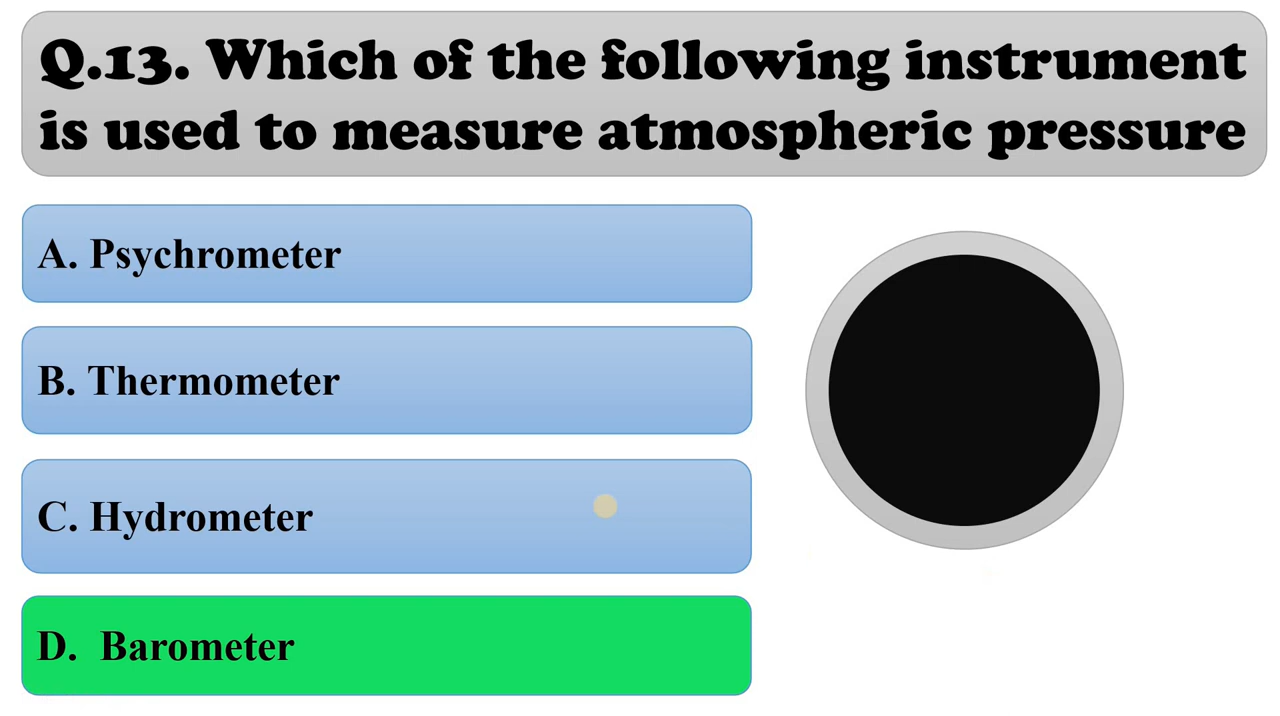 Q.13. Which of the following instrument
is used to measure atmospheric pressure
A. Psychrometer
B. Thermometer
C. Hydrometer
D. Barometer